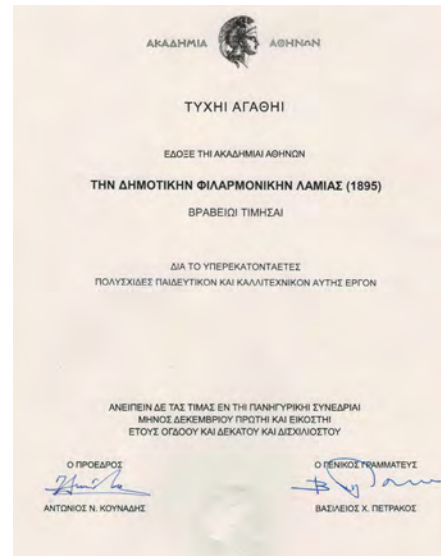 ΑΚΑΔΗΜΙΑ ΑΘΗΝΩΝ
ΤΥΧΗΙ ΑΓΑΘΗΙ
ΕΔΟΞΕ ΤΗΙ ΑΚΑΔΗΜΙΑΙ ΑΘΗΝΩΝ
ΤΗΝ ΔΗΜΟΤΙΚΗΝ ΦΙΛΑΡΜΟΝΙΚΗΝ ΛΑΜΙΑΣ (1895)
ΒΡΑΒΕΙΩΙ ΤΙΜΗΣΑΙ
ΔΙΑ ΤΟ ΥΠΕΡΕΚΑΤΟΝΤΑΕΤΕΣ
ΠΟΛΥΣΧΙΔΕΣ ΠΑΙΔΕΥΤΙΚΟΝ ΚΑΙ ΚΑΛΛΙΤΕΧΝΙΚΟΝ ΑΥΤΗΣ ΕΡΓΟΝ
ΑΝΕΙΠΕΙΝ ΔΕ ΤΑΣ ΤΙΜΑΣ ΕΝ ΤΗΙ ΠΑΝΗΓΥΡΙΚΗΙ ΣΥΝΕΔΡΙΑΙ
ΜΗΝΟΣ ΔΕΚΕΜΒΡΙΟΥ ΠΡΩΤΗΙ ΚΑΙ ΕΙΚΟΣΤΗΙ
ΕΤΟΥΣ ΟΓΔΟΟΥ ΚΑΙ ΔΕΚΑΤΟΥ ΚΑΙ ΔΙΣΧΙΛΙΟΣΤΟΥ
Ο ΠΡΟΕΔΡΟΣ
Ο ΓΕΝΙΚΟΣ ΓΡΑΜΜΑΤΕΥΣ
ΑΝΤΩΝΙΟΣ Ν. ΚΟΥΝΑΔΗΣ
ΒΑΣΙΛΕΙΟΣ Χ. ΠΕΤΡΑΚΟΣ